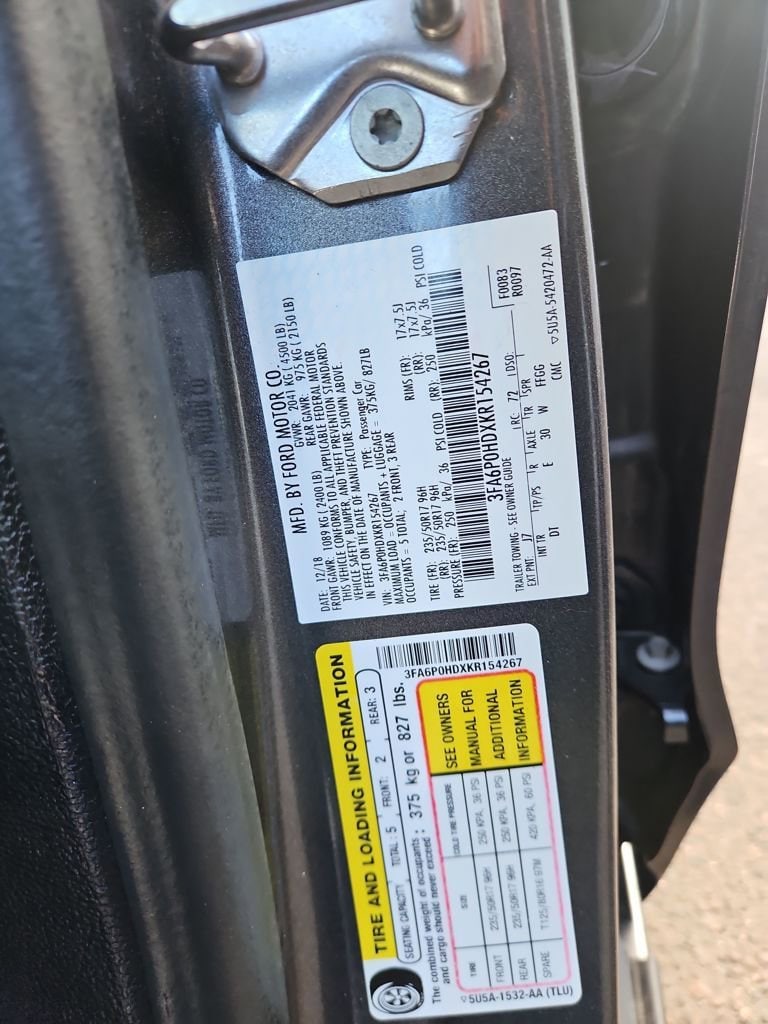 MFD. BY FORD MOTOR CO.
DATE: 12/18 GVWR: 2041 KG ( 4500 LB)
FRONT GAWR: 1089 KG ( 2400 LB) REAR GAWR: 975 KG ( 2150 LB)
THIS VEHICLE CONFORMS TO ALL APPLICABLE FEDERAL MOTOR
VEHICLE SAFETY, BUMPER, AND THEFT PREVENTION STANDARDS
IN EFFECT ON THE DATE OF MANUFACTURE SHOWN ABOVE.
VIN: 3FA6P0HDXKR154267 TYPE: Passenger Car
MAXIMUM LOAD = OCCUPANTS + LUGGAGE = 375KG/ 827LB
OCCUPANTS = 5 TOTAL; 2 FRONT, 3 REAR
TIRE (FR): 235/50R17 96H RIMS (FR): 17x7.5J
(RR): 235/50R17 96H (RR): 17x7.5J
PRESSURE (FR): 250 kPa/ 36 PSI COLD (RR): 250 kPa/ 36 PSI COLD
3FA6P0HDXKR154267
F0083
R0097
TRAILER TOWING - SEE OWNER GUIDE
EXT PNT: J7 RC: 72 DSO:
INT TR TP/PS R AXLE TR SPR
DT E 30 W FFGG
CMC
5U5A-5420472-AA
TIRE AND LOADING INFORMATION
SEATING CAPACITY TOTAL: 5 FRONT: 2 REAR: 3
The combined weight of occupants
and cargo should never exceed : 375 kg or 827 lbs.
3FA6P0HDXKR154267
TIRE SIZE COLD TIRE PRESSURE
FRONT 235/50R17 96H 250 KPA, 36 PSI
REAR 235/50R17 96H 250 KPA, 36 PSI
SPARE T125/80R16 97M 420 KPA, 60 PSI
SEE OWNERS
MANUAL FOR
ADDITIONAL
INFORMATION
5U5A-1532-AA (TLU)